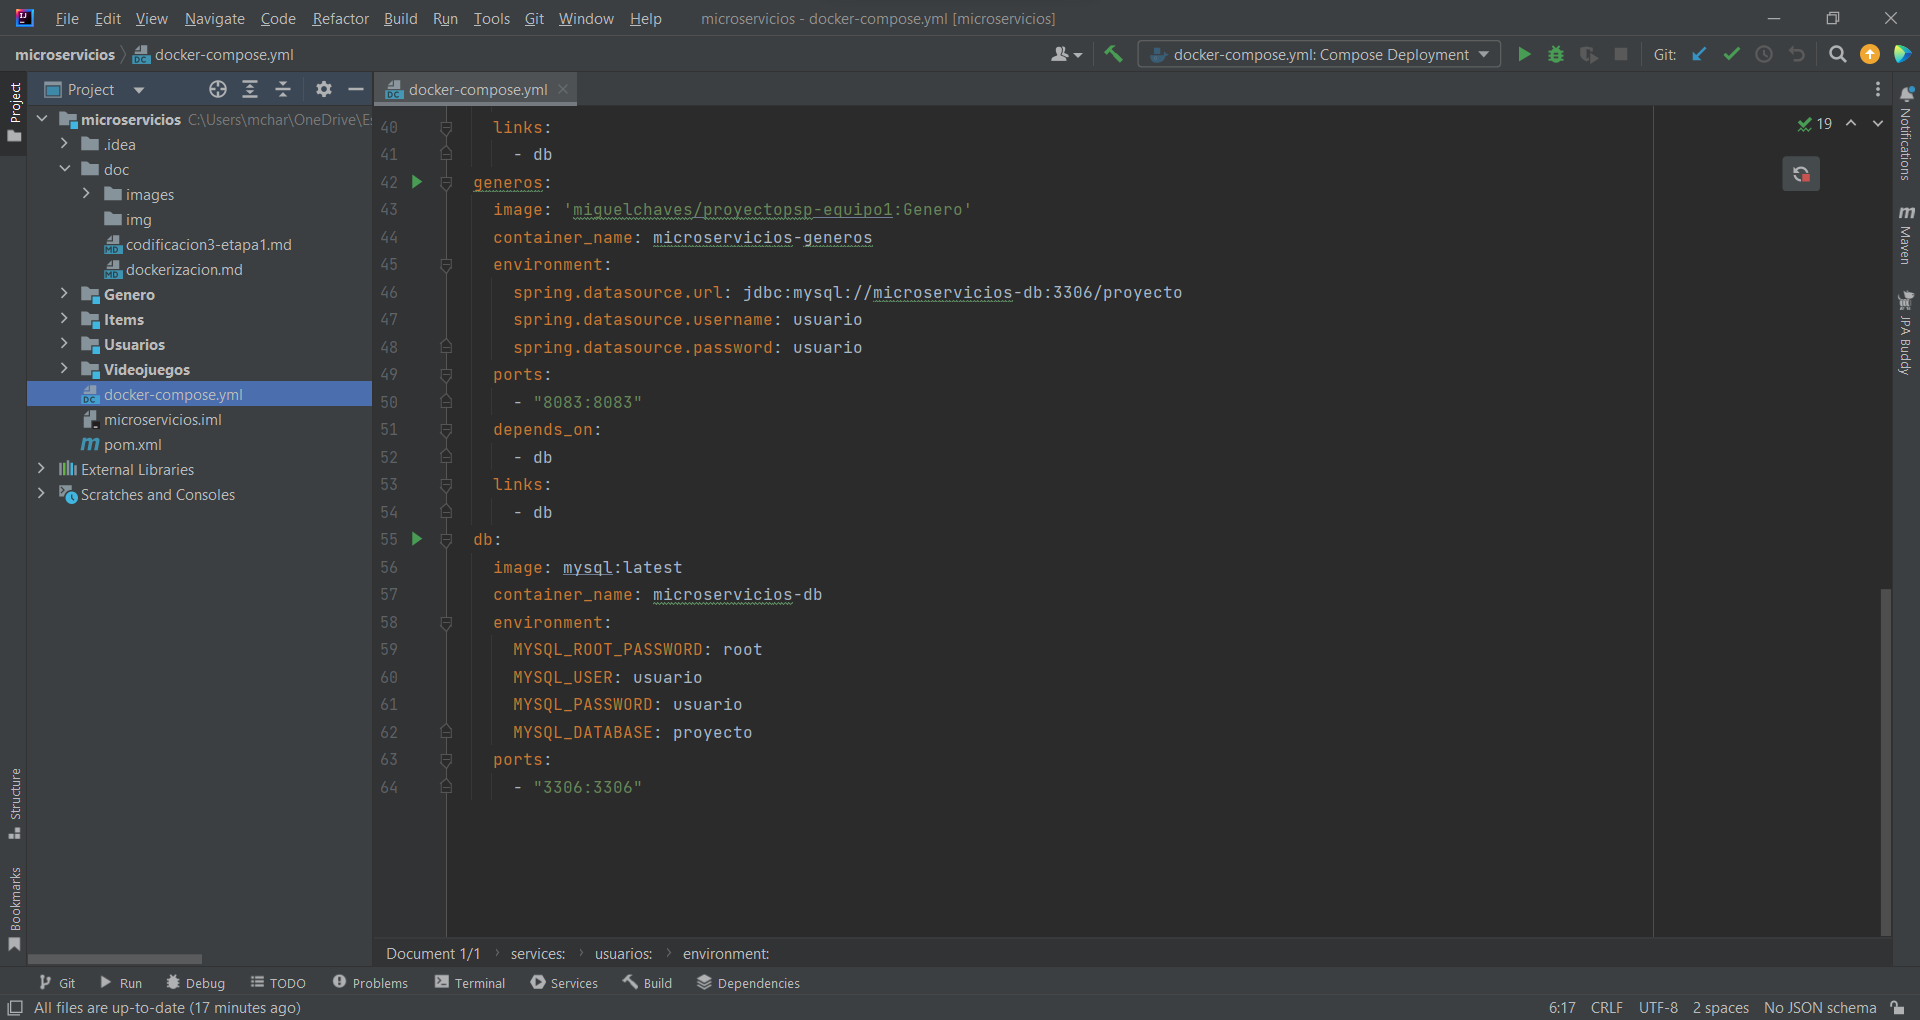 File Edit View Navigate Code Refactor Build Run Tools Git Window Help microservicios - docker-compose.yml [microservicios]
microservicios docker-compose.yml docker-compose.yml: Compose Deployment Git:
Project docker-compose.yml
Project
microservicios C:\Users\mchar\OneDrive\Es
.idea
doc
images
img
codificacion3-etapa1.md
dockerizacion.md
Genero
Items
Usuarios
Videojuegos
docker-compose.yml
microservicios.iml
pom.xml
External Libraries
Scratches and Consoles
Structure
Bookmarks
40 links:
41 - db
42 generos:
43 image: 'miguelchaves/proyectopsp-equipo1:Genero'
44 container_name: microservicios-generos
45 environment:
46 spring.datasource.url: jdbc:mysql://microservicios-db:3306/proyecto
47 spring.datasource.username: usuario
48 spring.datasource.password: usuario
49 ports:
50 - "8083:8083"
51 depends_on:
52 - db
53 links:
54 - db
55 db:
56 image: mysql:latest
57 container_name: microservicios-db
58 environment:
59 MYSQL_ROOT_PASSWORD: root
60 MYSQL_USER: usuario
61 MYSQL_PASSWORD: usuario
62 MYSQL_DATABASE: proyecto
63 ports:
64 - "3306:3306"
19
Notifications
m Maven
JPA Buddy
Document 1/1 services: usuarios: environment:
Git Run Debug TODO Problems Terminal Services Build Dependencies
All files are up-to-date (17 minutes ago) 6:17 CRLF UTF-8 2 spaces No JSON schema